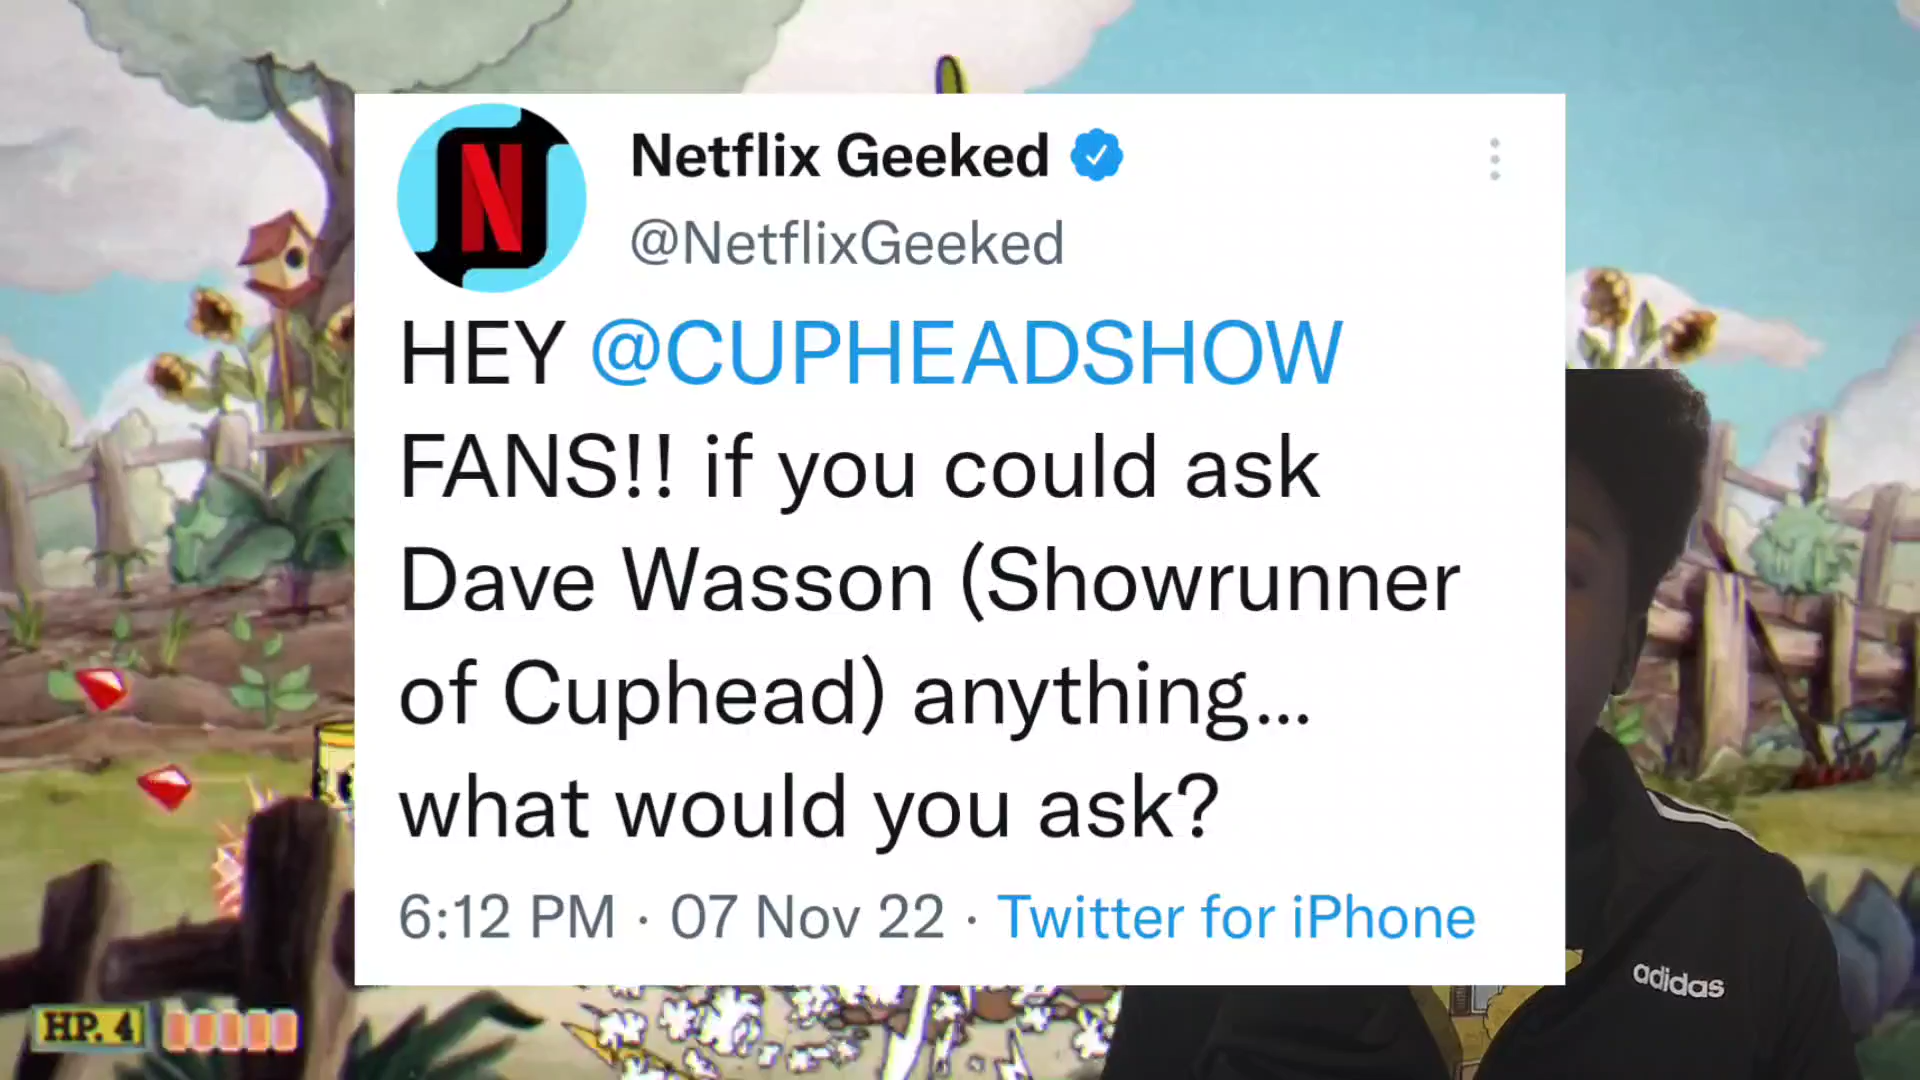 Netflix Geeked
@NetflixGeeked
HEY @CUPHEADSHOW
FANS!! if you could ask
Dave Wasson (Showrunner
of Cuphead) anything...
what would you ask?
6:12 PM · 07 Nov 22 · Twitter for iPhone
adidas
HP. 4